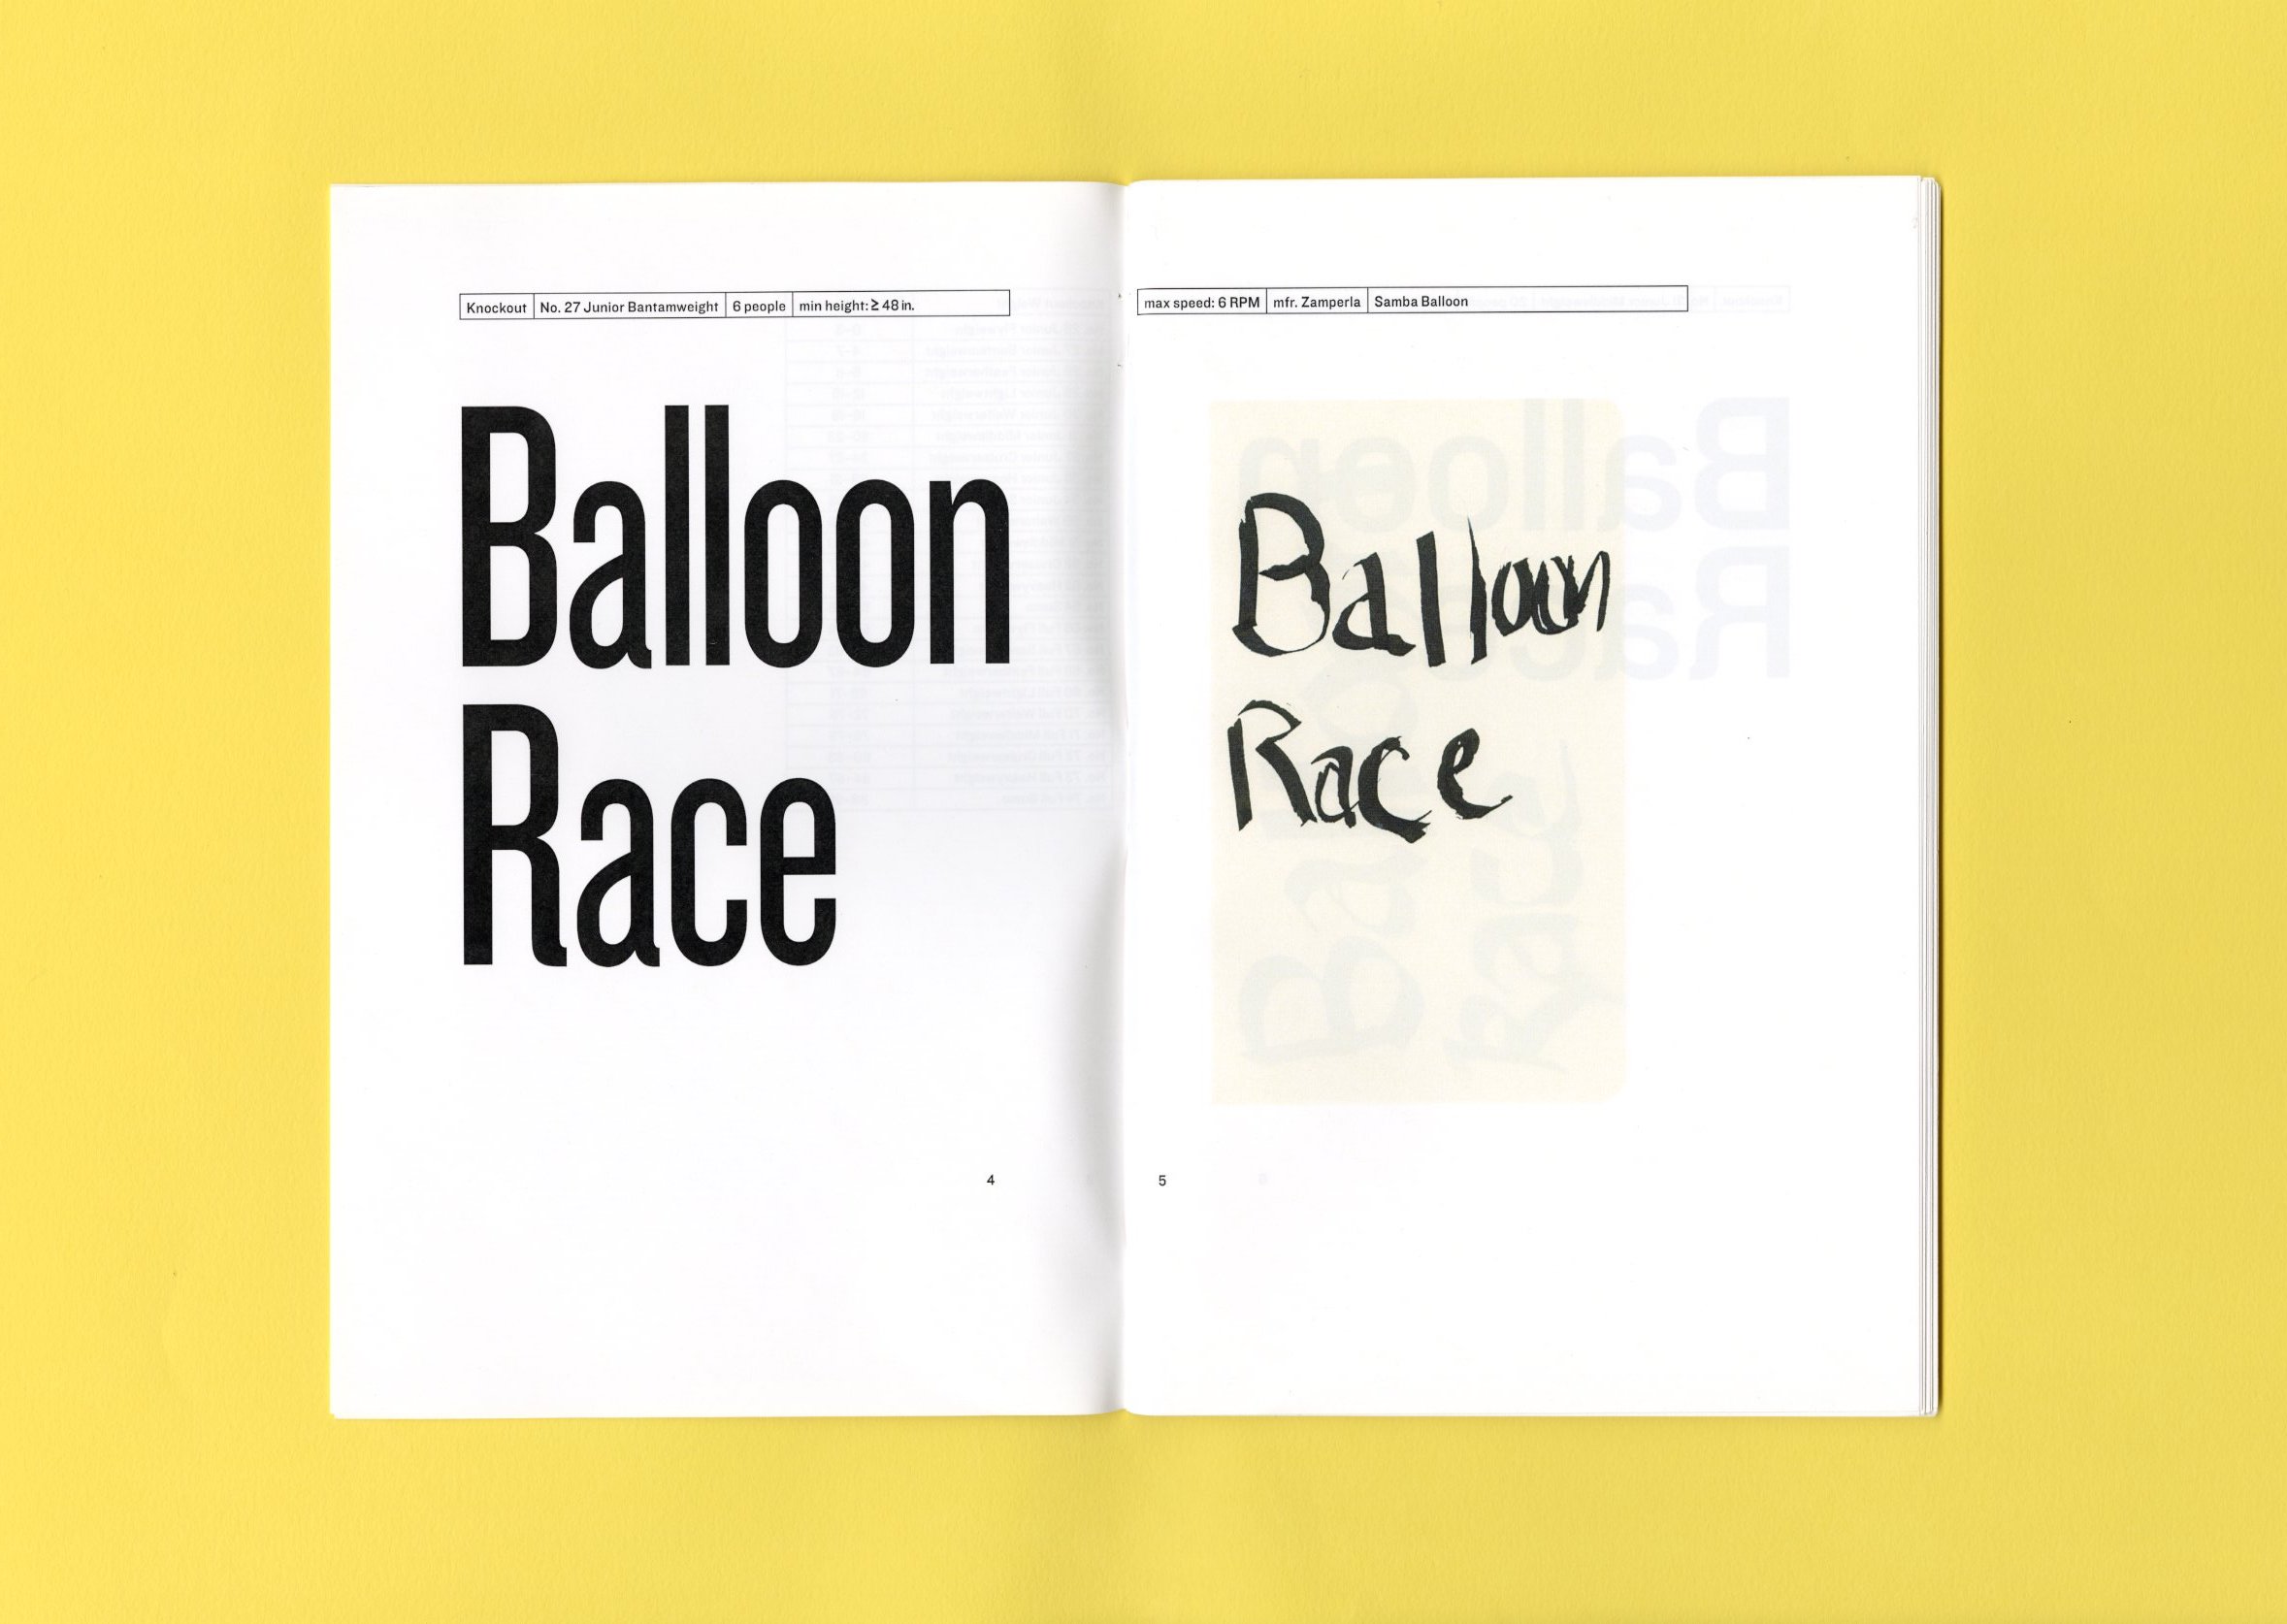 Knockout No. 27 Junior Bantamweight 6 people min height: ≥ 48 in.
Balloon
Race
4
max speed: 6 RPM mfr. Zamperla Samba Balloon
Balloon
Race
5